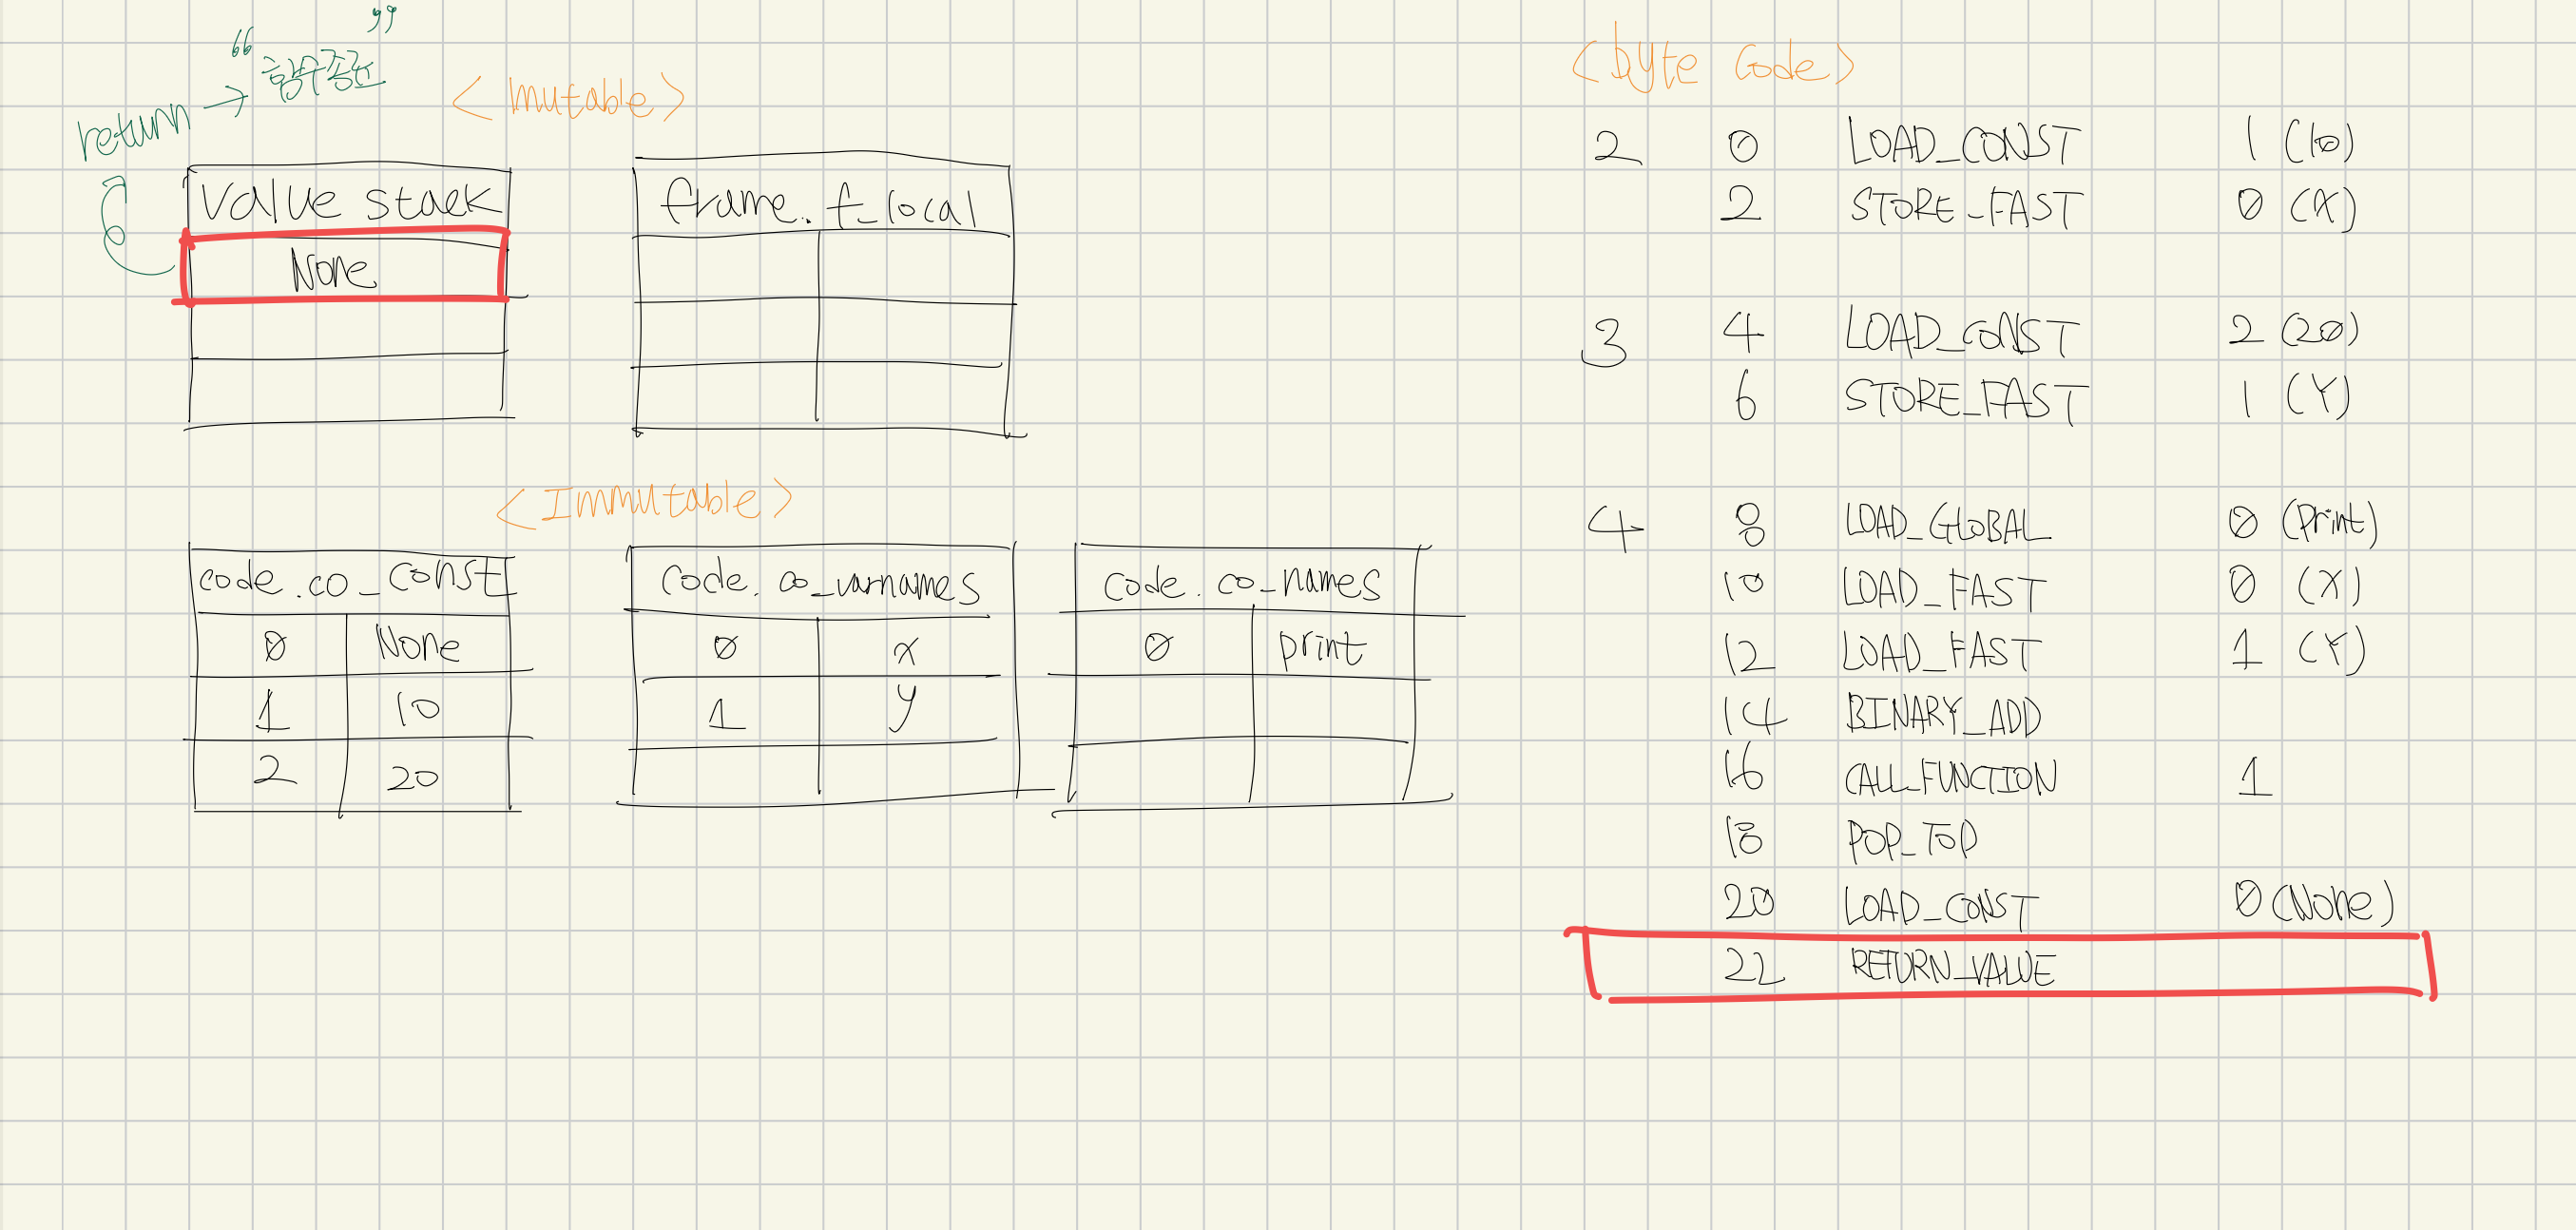 return → “함수종료”
<mutable>
value stack
None
frame.f_local
<Immutable>
code.co_const
0 None
1 10
2 20
code.co_varnames
0 x
1 y
code.co_names
0 print
<byte code>
2 0 LOAD_CONST 1 (10)
2 STORE_FAST 0 (X)
3 4 LOAD_CONST 2 (20)
6 STORE_FAST 1 (Y)
4 8 LOAD_GLOBAL 0 (Print)
10 LOAD_FAST 0 (X)
12 LOAD_FAST 1 (Y)
14 BINARY_ADD
16 CALL_FUNCTION 1
18 POP_TOP
20 LOAD_CONST 0 (None)
22 RETURN_VALUE